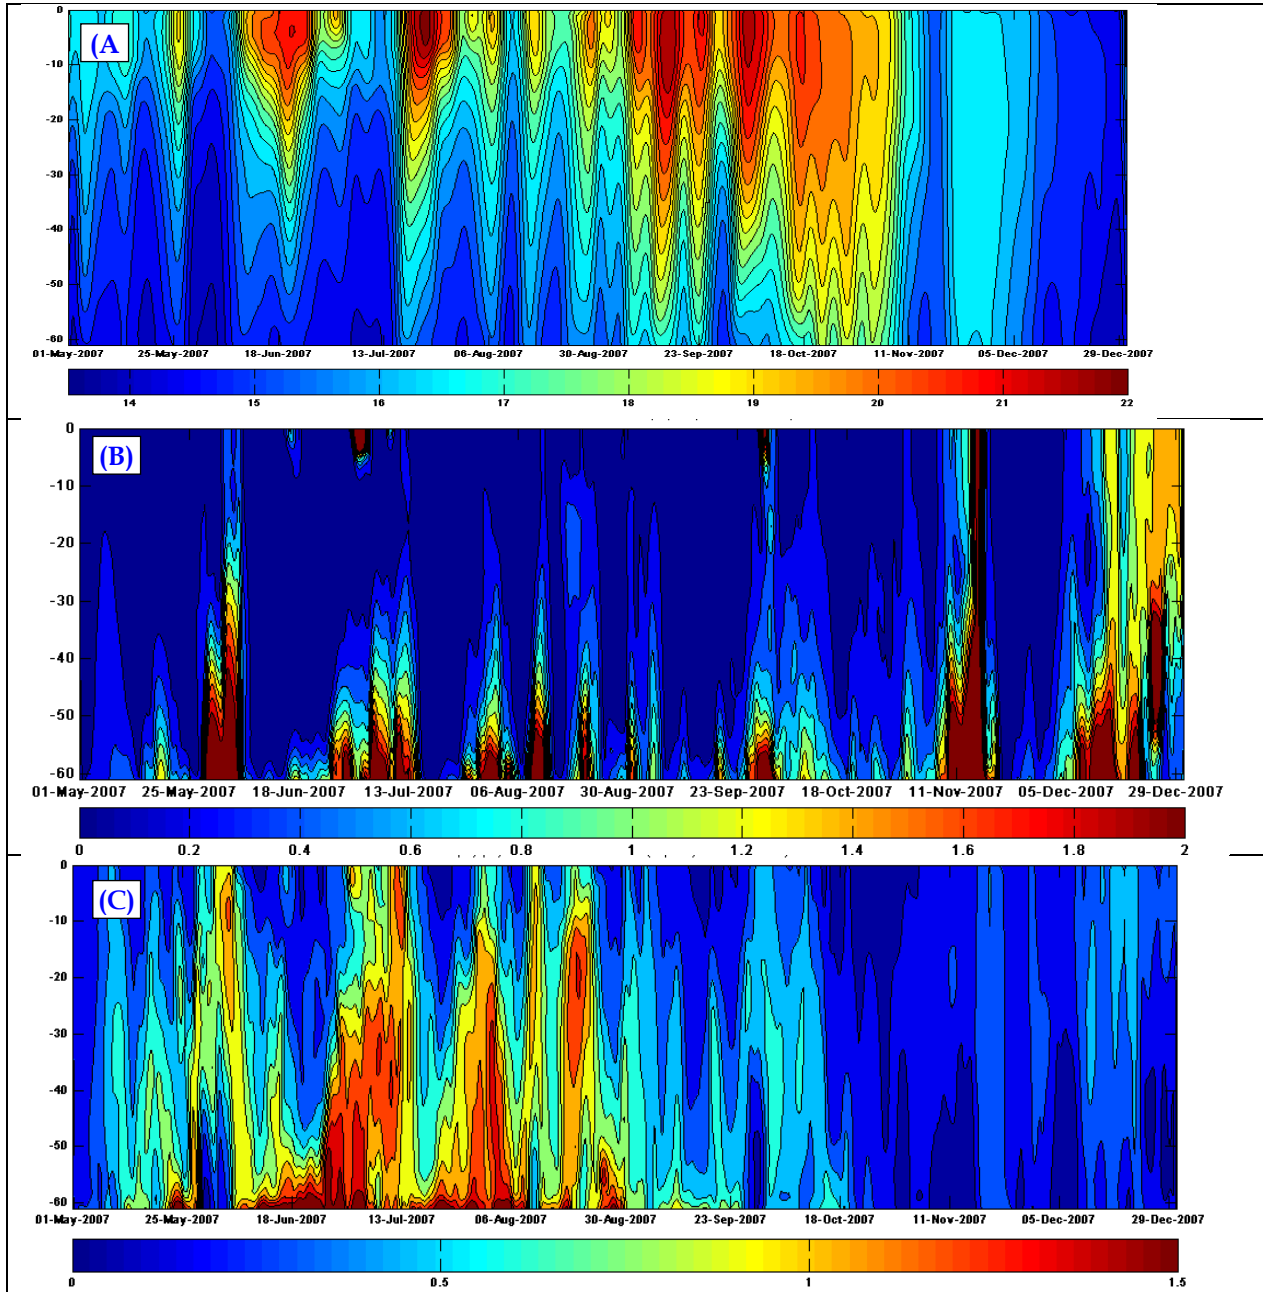 (A
0
-10
-20
-30
-40
-50
-60
01-May-2007 25-May-2007 18-Jun-2007 13-Jul-2007 06-Aug-2007 30-Aug-2007 23-Sep-2007 18-Oct-2007 11-Nov-2007 05-Dec-2007 29-Dec-2007
14 15 16 17 18 19 20 21 22
(B)
0
-10
-20
-30
-40
-50
-60
01-May-2007 25-May-2007 18-Jun-2007 13-Jul-2007 06-Aug-2007 30-Aug-2007 23-Sep-2007 18-Oct-2007 11-Nov-2007 05-Dec-2007 29-Dec-2007
0 0.2 0.4 0.6 0.8 1 1.2 1.4 1.6 1.8 2
(C)
0
-10
-20
-30
-40
-50
-60
01-May-2007 25-May-2007 18-Jun-2007 13-Jul-2007 06-Aug-2007 30-Aug-2007 23-Sep-2007 18-Oct-2007 11-Nov-2007 05-Dec-2007 29-Dec-2007
0 0.5 1 1.5